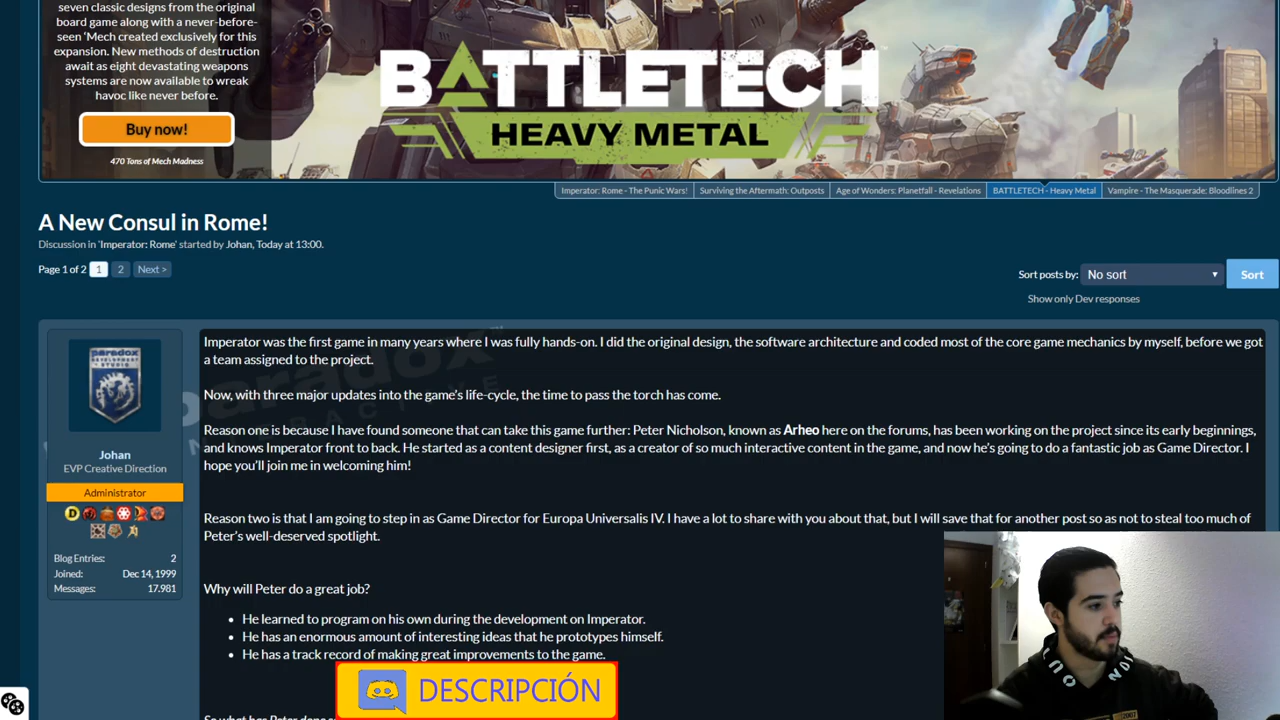 seven classic designs from the original
board game along with a never-before-
seen 'Mech created exclusively for this
expansion. New methods of destruction
await as eight devastating weapons
systems are now available to wreak
havoc like never before.
Buy now!
470 Tons of Mech Madness
BATTLETECH
HEAVY METAL
Imperator: Rome - The Punic Wars!
Surviving the Aftermath: Outposts
Age of Wonders: Planetfall - Revelations
BATTLETECH - Heavy Metal
Vampire - The Masquerade: Bloodlines 2
A New Consul in Rome!
Discussion in 'Imperator: Rome' started by Johan, Today at 13:00.
Page 1 of 2 1 2 Next >
Sort posts by: No sort Sort
Show only Dev responses
paradox
DEVELOPMENT
STUDIO
Johan
EVP Creative Direction
Administrator
Blog Entries: 2
Joined: Dec 14, 1999
Messages: 17.981
Imperator was the first game in many years where I was fully hands-on. I did the original design, the software architecture and coded most of the core game mechanics by myself, before we got
a team assigned to the project.
Now, with three major updates into the game's life-cycle, the time to pass the torch has come.
Reason one is because I have found someone that can take this game further: Peter Nicholson, known as Arheo here on the forums, has been working on the project since its early beginnings,
and knows Imperator front to back. He started as a content designer first, as a creator of so much interactive content in the game, and now he's going to do a fantastic job as Game Director. I
hope you'll join me in welcoming him!
Reason two is that I am going to step in as Game Director for Europa Universalis IV. I have a lot to share with you about that, but I will save that for another post so as not to steal too much of
Peter's well-deserved spotlight.
Why will Peter do a great job?
• He learned to program on his own during the development on Imperator.
• He has an enormous amount of interesting ideas that he prototypes himself.
• He has a track record of making great improvements to the game.
DESCRIPCIÓN
So what has Peter done